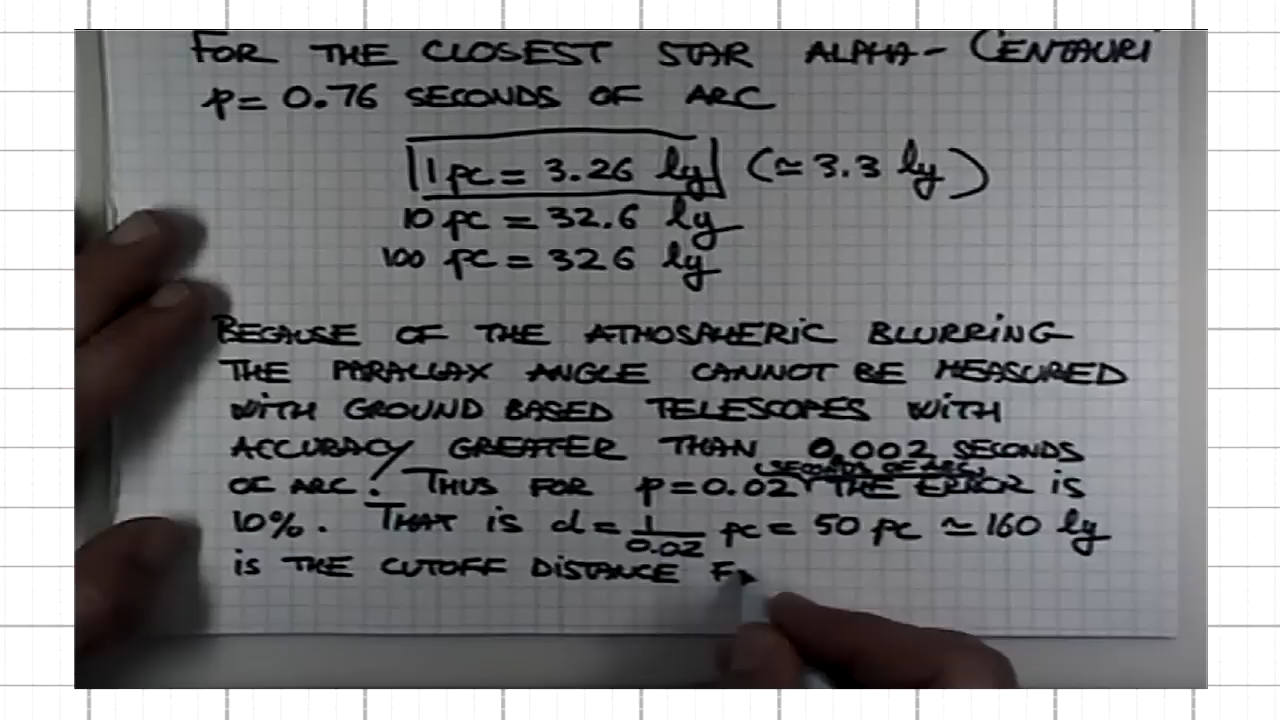 FOR THE CLOSEST STAR ALPHA-CENTAURI
p = 0.76 SECONDS OF ARC
1 pc = 3.26 ly (≃ 3.3 ly)
10 pc = 32.6 ly
100 pc = 326 ly
BECAUSE OF THE ATMOSPHERIC BLURRING
THE PARALLAX ANGLE CANNOT BE MEASURED
WITH GROUND BASED TELESCOPES WITH
ACCURACY GREATER THAN 0.002 SECONDS
(SECONDS OF ARC)
OF ARC! THUS FOR p = 0.02 THE ERROR IS
10%. THAT IS d = 1/0.02 pc = 50 pc ≃ 160 ly
IS THE CUTOFF DISTANCE F